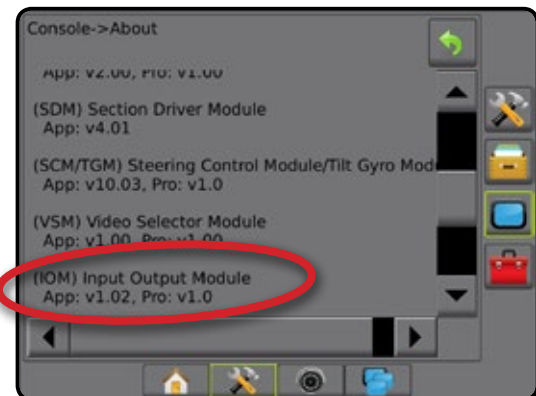 Console->About
App: v2.00, Pro: v1.00
(SDM) Section Driver Module
App: v4.01
(SCM/TGM) Steering Control Module/Tilt Gyro Mod
App: v10.03, Pro: v1.0
(VSM) Video Selector Module
App: v1.00, Pro: v1.00
(IOM) Input Output Module
App: v1.02, Pro: v1.0